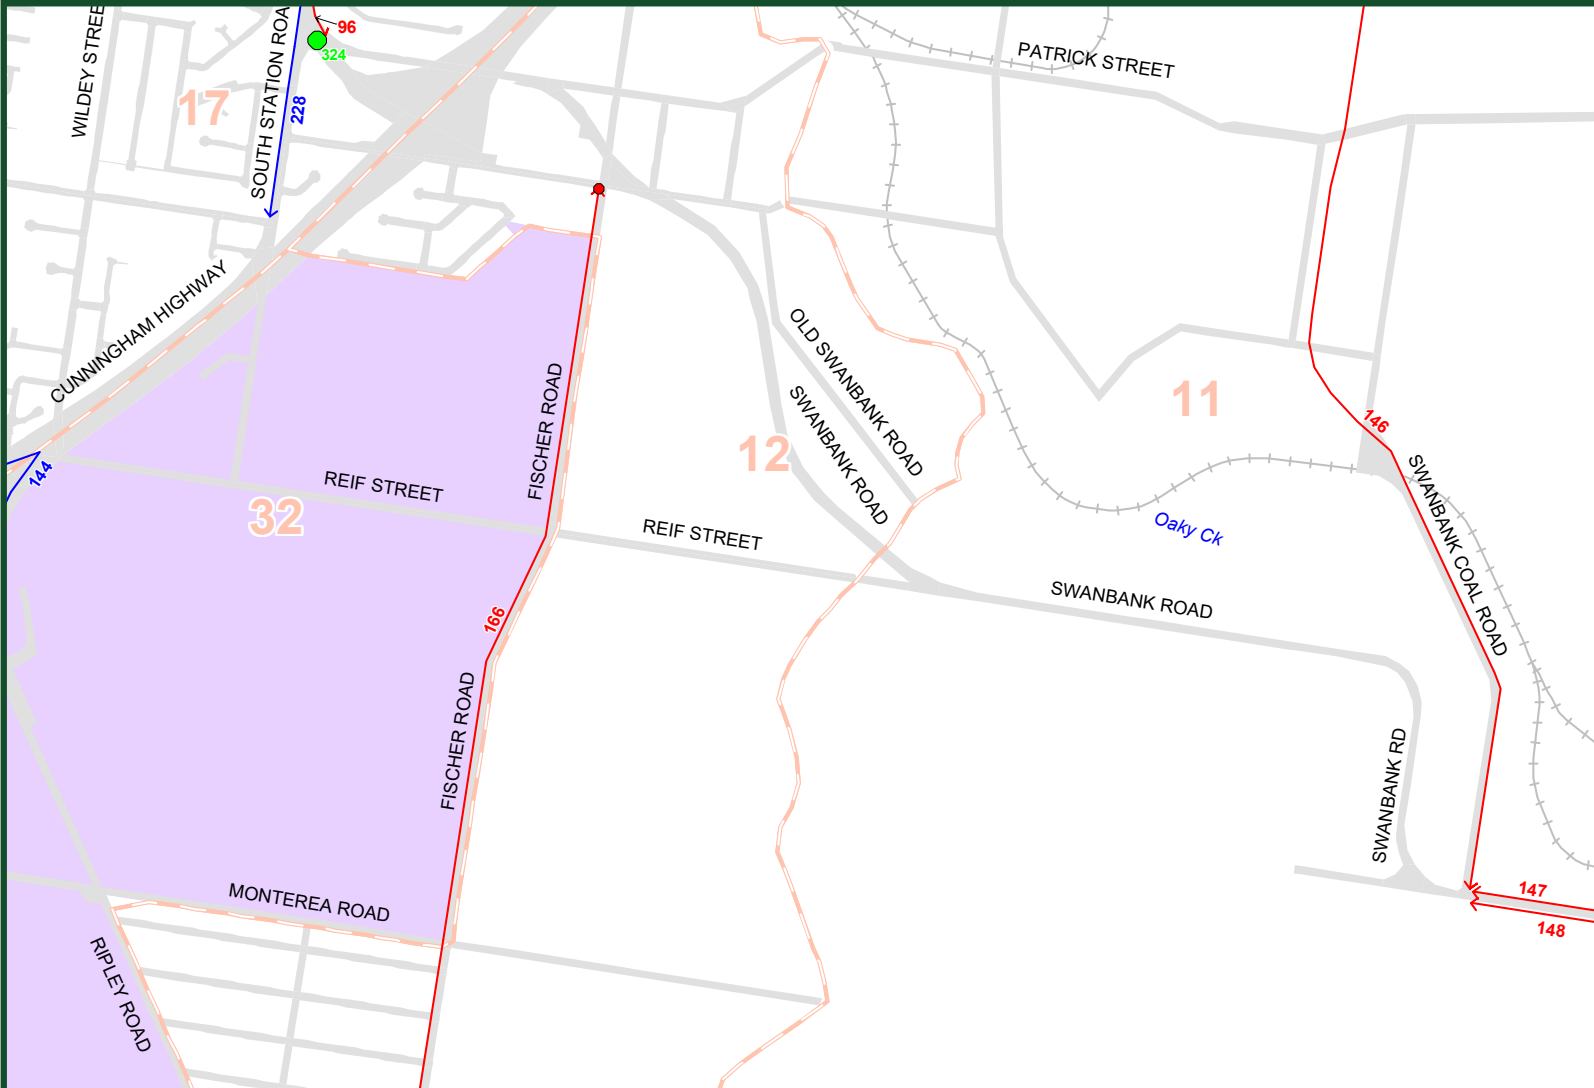 WILDEY STREE
SOUTH STATION ROA
96
324
17
228
PATRICK STREET
CUNNINGHAM HIGHWAY
144
FISCHER ROAD
OLD SWANBANK ROAD
SWANBANK ROAD
12
11
146
REIF STREET
32
REIF STREET
Oaky Ck
SWANBANK COAL ROAD
SWANBANK ROAD
166
FISCHER ROAD
SWANBANK RD
MONTEREA ROAD
RIPLEY ROAD
147
148